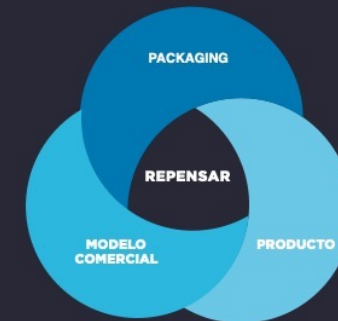 PACKAGING
REPENSAR
MODELO
COMERCIAL
PRODUCTO